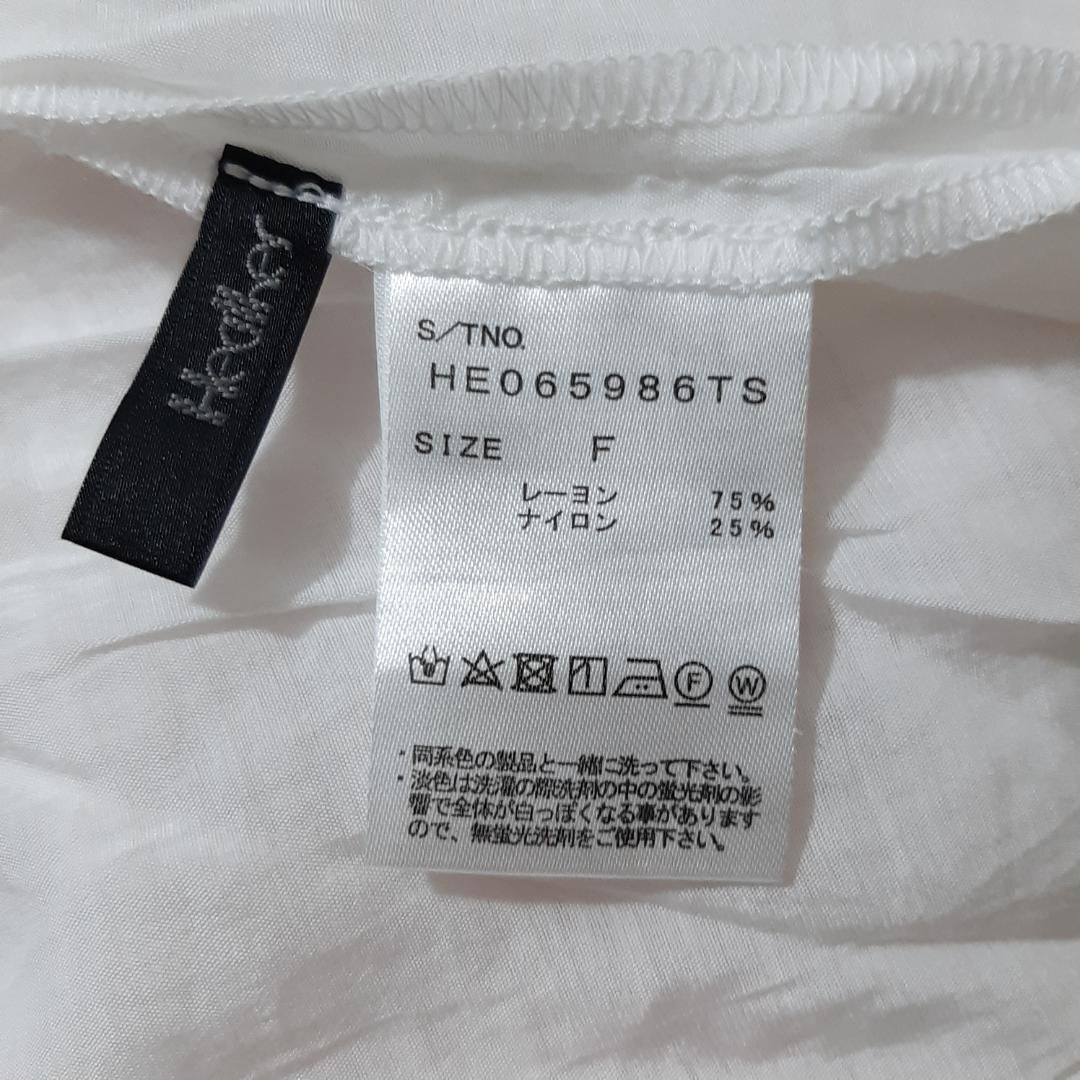 Heather
S/TNO.
HE065986TS
SIZE F
レーヨン 75%
ナイロン 25%
F W
・同系色の製品と一緒に洗って下さい。
・淡色は洗濯の際洗剤の中の蛍光剤の影
響で全体が白っぽくなる事があります
ので、無蛍光洗剤をご使用下さい。